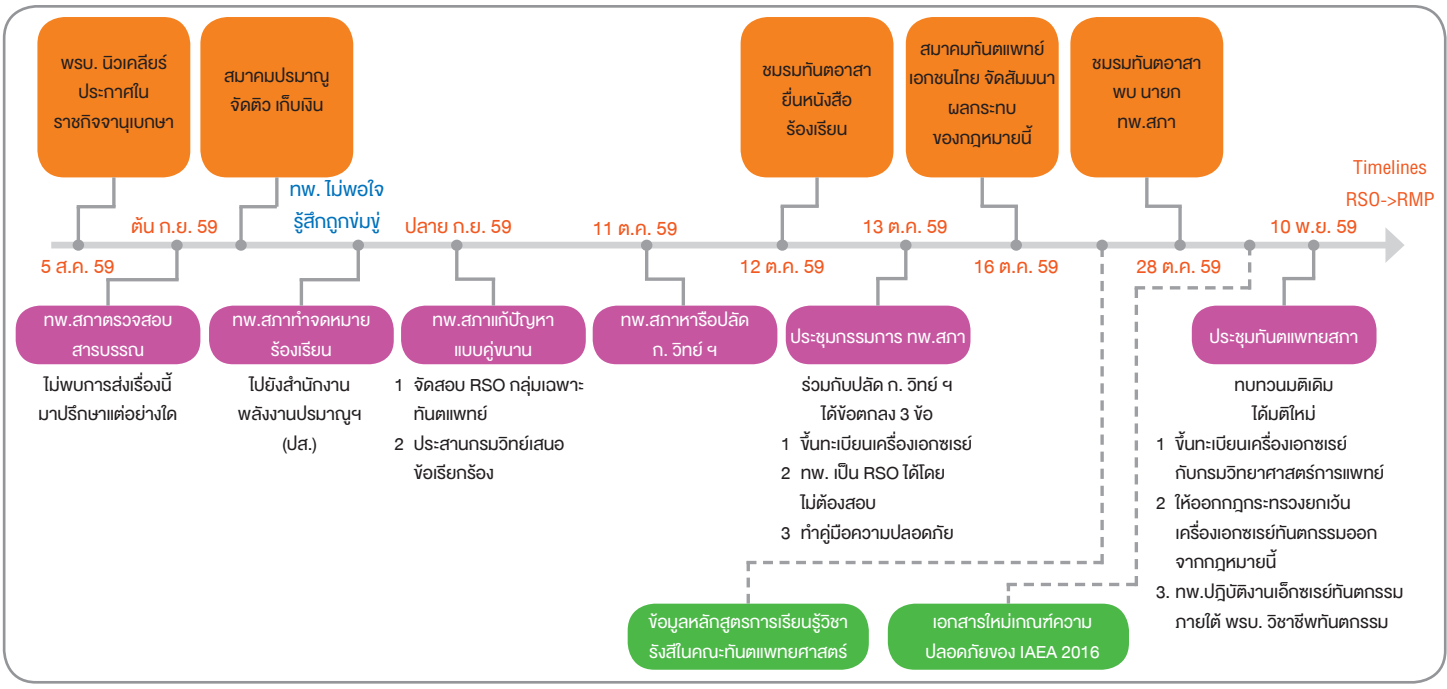 พรบ. นิวเคลียร์
ประกาศใน
ราชกิจจานุเบกษา
สมาคมปรมาณู
จัดติว เก็บเงิน
ชมรมทันตอาสา
ยื่นหนังสือ
ร้องเรียน
สมาคมทันตแพทย์
เอกชนไทย จัดสัมมนา
ผลกระทบ
ของกฎหมายนี้
ชมรมทันตอาสา
พบ นายก
ทพ.สภา
Timelines
RSO->RMP
ทพ. ไม่พอใจ
รู้สึกถูกข่มขู่
ต้น ก.ย. 59
ปลาย ก.ย. 59
11 ต.ค. 59
13 ต.ค. 59
10 พ.ย. 59
5 ส.ค. 59
12 ต.ค. 59
16 ต.ค. 59
28 ต.ค. 59
ทพ.สภาตรวจสอบ
สารบรรณ
ไม่พบการส่งเรื่องนี้
มาปรึกษาแต่อย่างใด
ทพ.สภาทำจดหมาย
ร้องเรียน
ไปยังสำนักงาน
พลังงานปรมาณูฯ
(ปส.)
ทพ.สภาแก้ปัญหา
แบบคู่ขนาน
1 จัดสอบ RSO กลุ่มเฉพาะ
ทันตแพทย์
2 ประสานกรมวิทย์เสนอ
ข้อเรียกร้อง
ทพ.สภาหารือปลัด
ก. วิทย์ ฯ
ประชุมกรรมการ ทพ.สภา
ร่วมกับปลัด ก. วิทย์ ฯ
ได้ข้อตกลง 3 ข้อ
1 ขึ้นทะเบียนเครื่องเอกซเรย์
2 ทพ. เป็น RSO ได้โดย
ไม่ต้องสอบ
3 ทำคู่มือความปลอดภัย
ประชุมทันตแพทยสภา
ทบทวนมติเดิม
ได้มติใหม่
1 ขึ้นทะเบียนเครื่องเอกซเรย์
กับกรมวิทยาศาสตร์การแพทย์
2 ให้ออกกฎกระทรวงยกเว้น
เครื่องเอกซเรย์ทันตกรรมออก
จากกฎหมายนี้
3. ทพ.ปฎิบัติงานเอ็กซเรย์ทันตกรรม
ภายใต้ พรบ. วิชาชีพทันตกรรม
ข้อมูลหลักสูตรการเรียนรู้วิชา
รังสีในคณะทันตแพทยศาสตร์
เอกสารใหม่เกณฑ์ความ
ปลอดภัยของ IAEA 2016